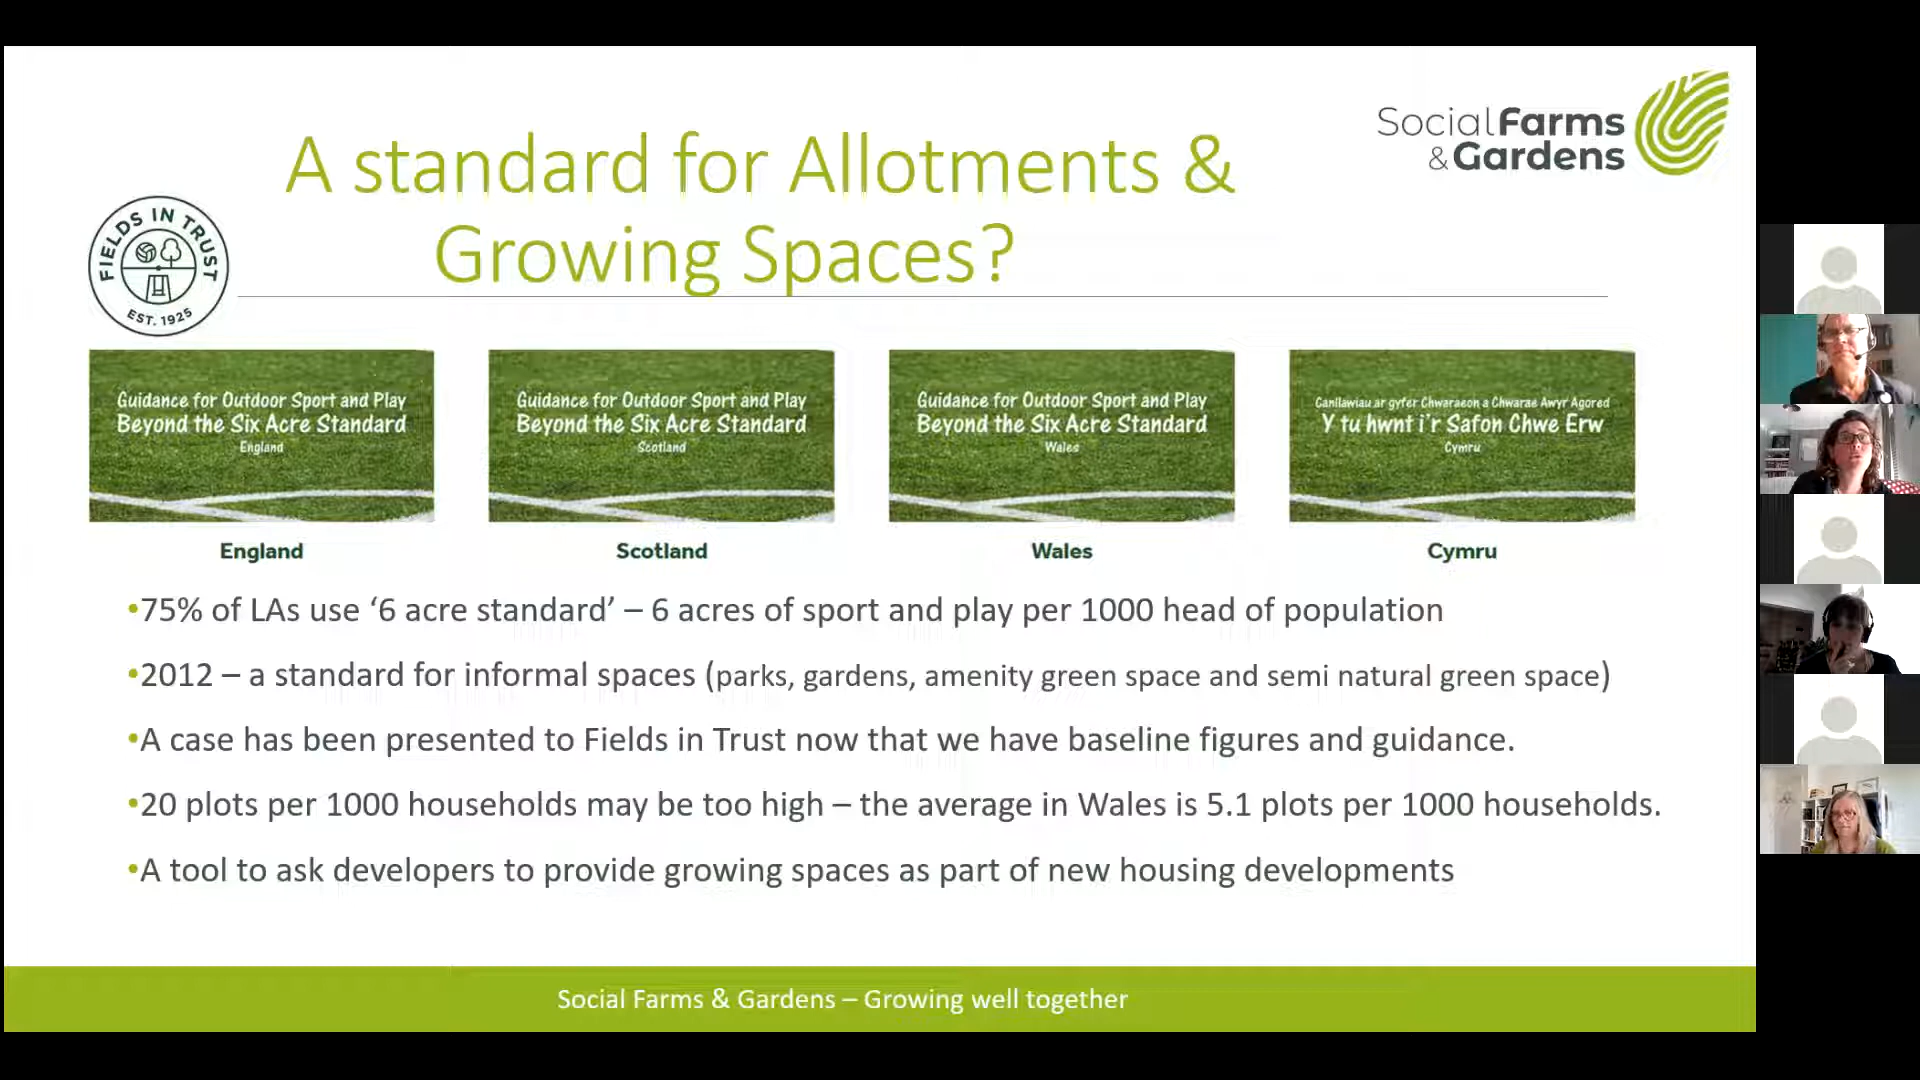 Social Farms
& Gardens
A standard for Allotments &
Growing Spaces?
FIELDS IN TRUST
EST. 1925
Guidance for Outdoor Sport and Play
Beyond the Six Acre Standard
England
Guidance for Outdoor Sport and Play
Beyond the Six Acre Standard
Scotland
Guidance for Outdoor Sport and Play
Beyond the Six Acre Standard
Wales
Canllawiau ar gyfer Chwaraeon a Chwarae Awyr Agored
Y tu hwnt i'r Safon Chwe Erw
Cymru
England
Scotland
Wales
Cymru
•75% of LAs use ‘6 acre standard’ – 6 acres of sport and play per 1000 head of population
•2012 – a standard for informal spaces (parks, gardens, amenity green space and semi natural green space)
•A case has been presented to Fields in Trust now that we have baseline figures and guidance.
•20 plots per 1000 households may be too high – the average in Wales is 5.1 plots per 1000 households.
•A tool to ask developers to provide growing spaces as part of new housing developments
Social Farms & Gardens – Growing well together